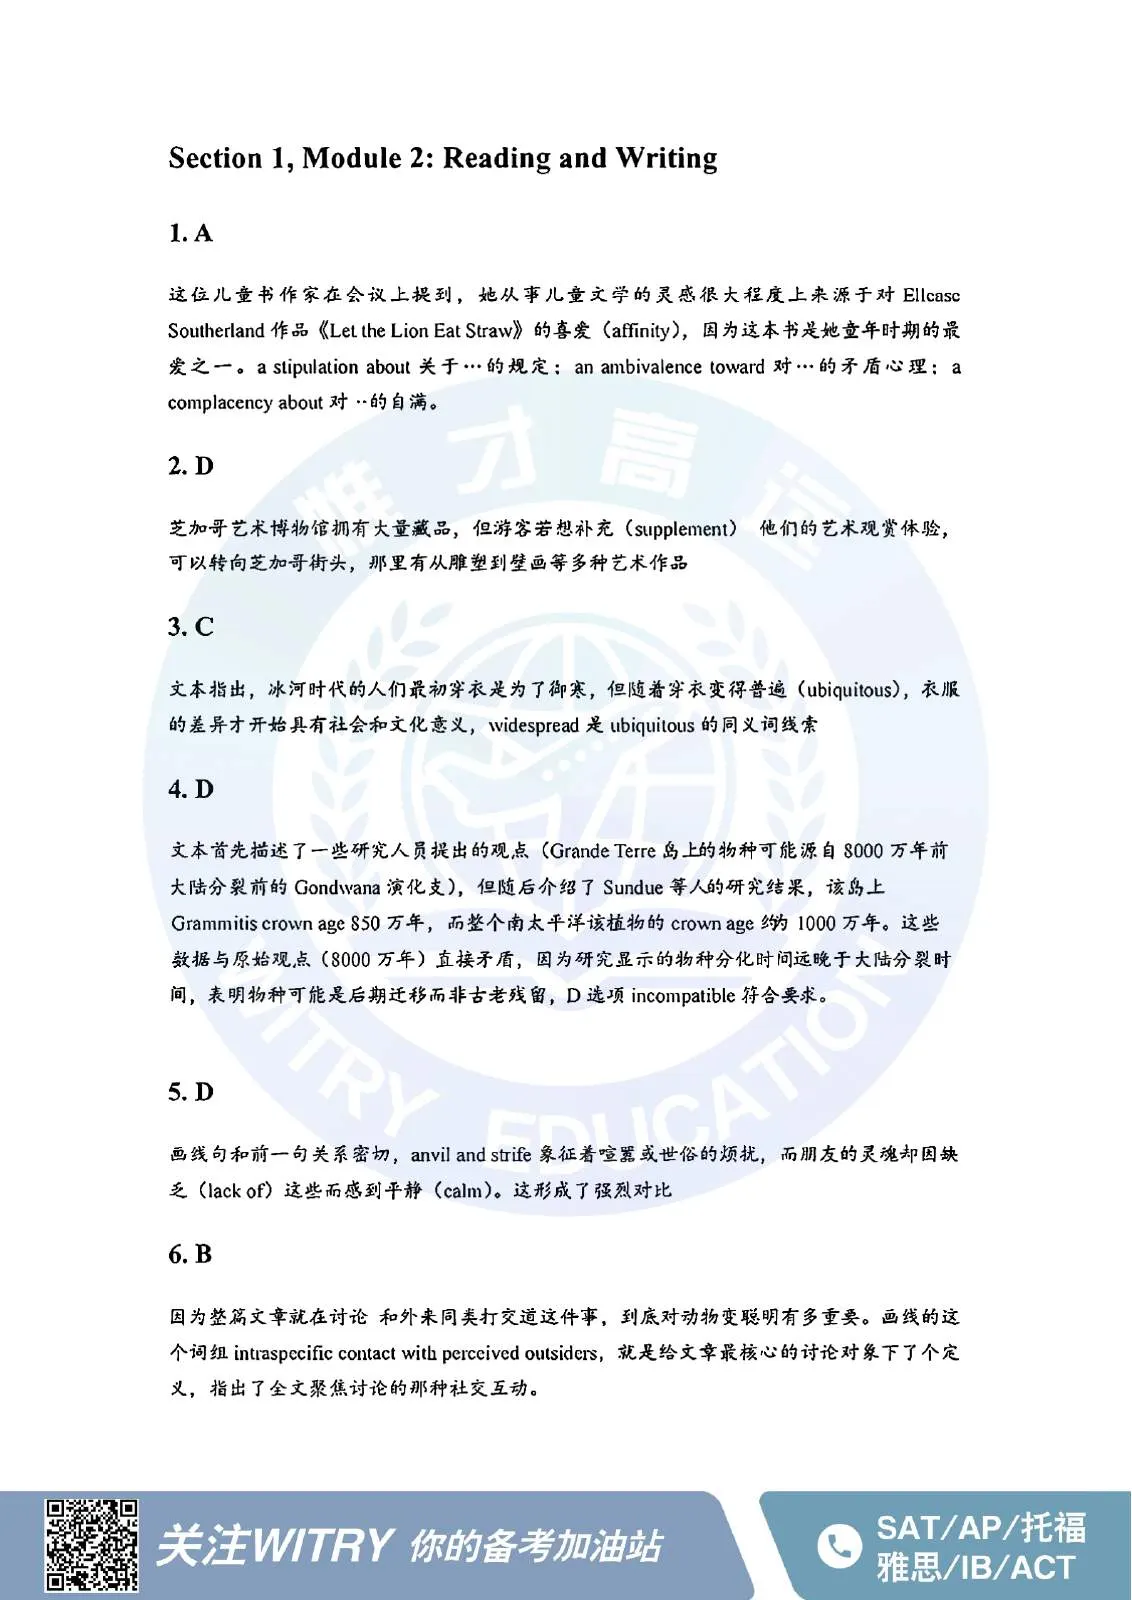 Section 1, Module 2: Reading and Writing
1. A
这位儿童书作家在会议上提到，她从事儿童文学的灵感很大程度上来源于对 Ellease
Southerland 作品《Let the Lion Eat Straw》的喜爱（affinity），因为这本书是她童年时期的最
爱之一。a stipulation about 关于…的规定；an ambivalence toward 对…的矛盾心理；a
complacency about 对 ··的自满。
2. D
芝加哥艺术博物馆拥有大量藏品，但游客若想补充（supplement） 他们的艺术观赏体验，
可以转向芝加哥街头，那里有从雕塑到壁画等多种艺术作品
3. C
文本指出，冰河时代的人们最初穿衣是为了御寒，但随着穿衣变得普遍（ubiquitous），衣服
的差异才开始具有社会和文化意义，widespread 是 ubiquitous 的同义词线索
4. D
文本首先描述了一些研究人员提出的观点（Grande Terre 岛上的物种可能源自 8000 万年前
大陆分裂前的 Gondwana 演化支），但随后介绍了 Sundue 等人的研究结果，该岛上
Grammitis crown age 850 万年，而整个南太平洋该植物的 crown age 约为 1000 万年。这些
数据与原始观点（8000 万年）直接矛盾，因为研究显示的物种分化时间远晚于大陆分裂时
间，表明物种可能是后期迁移而非古老残留，D 选项 incompatible 符合要求。
5. D
画线句和前一句关系密切，anvil and strife 象征着喧嚣或世俗的烦扰，而朋友的灵魂却因缺
乏（lack of）这些而感到平静（calm）。这形成了强烈对比
6. B
因为整篇文章就在讨论 和外来同类打交道这件事，到底对动物变聪明有多重要。画线的这
个词组 intraspecific contact with perceived outsiders，就是给文章最核心的讨论对象下了个定
义，指出了全文聚焦讨论的那种社交互动。
惟才高远
WITRY EDUCATION
关注WITRY 你的备考加油站
SAT/AP/托福
雅思/IB/ACT